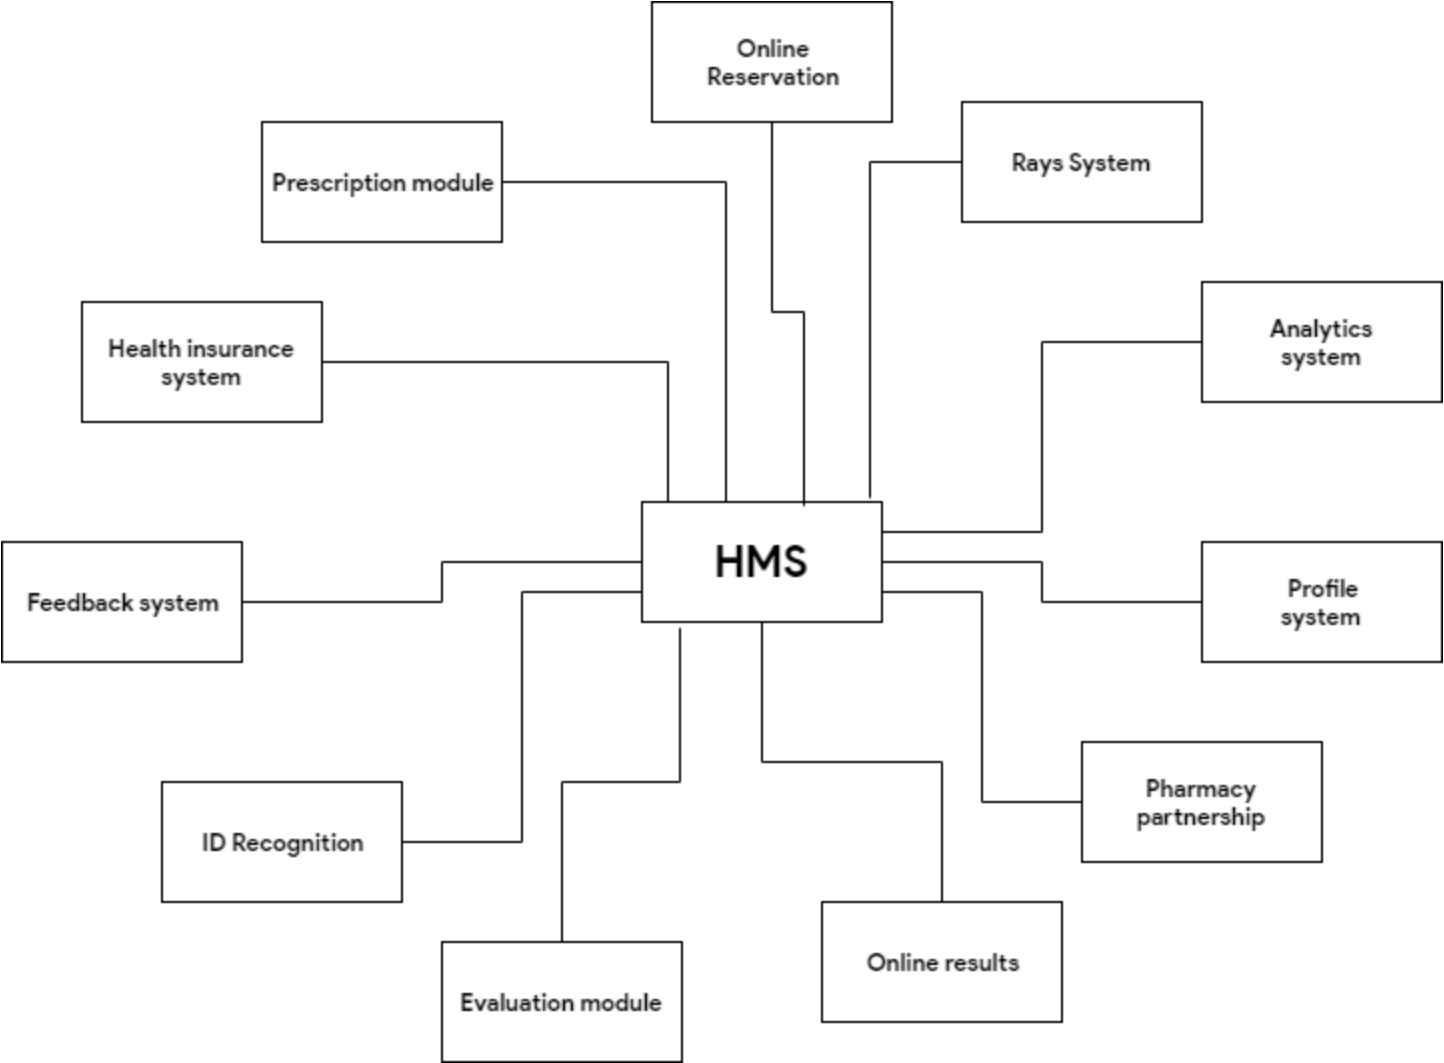 Online
Reservation
Rays System
Prescription module
Analytics
system
Health insurance
system
HMS
Feedback system
Profile
system
Pharmacy
partnership
ID Recognition
Online results
Evaluation module